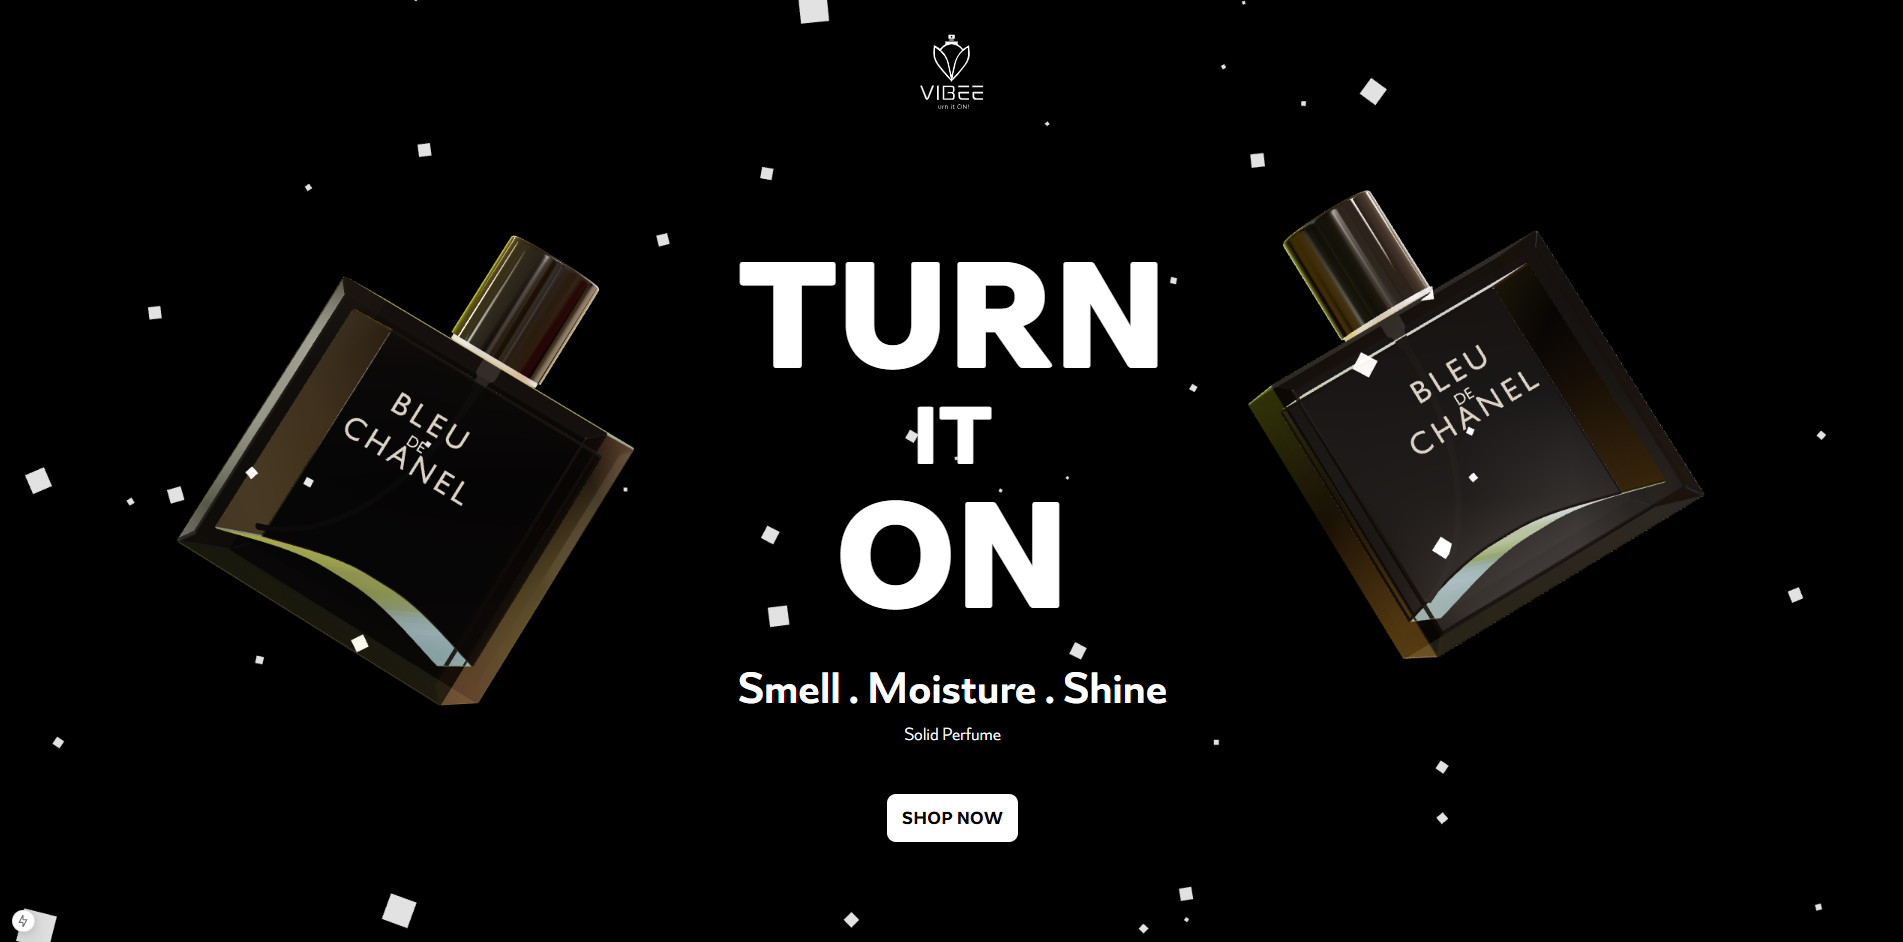 VIBEE
urn it ON!
TURN
IT
ON
BLEU
DE
CHANEL
BLEU
DE
CHANEL
Smell . Moisture . Shine
Solid Perfume
SHOP NOW